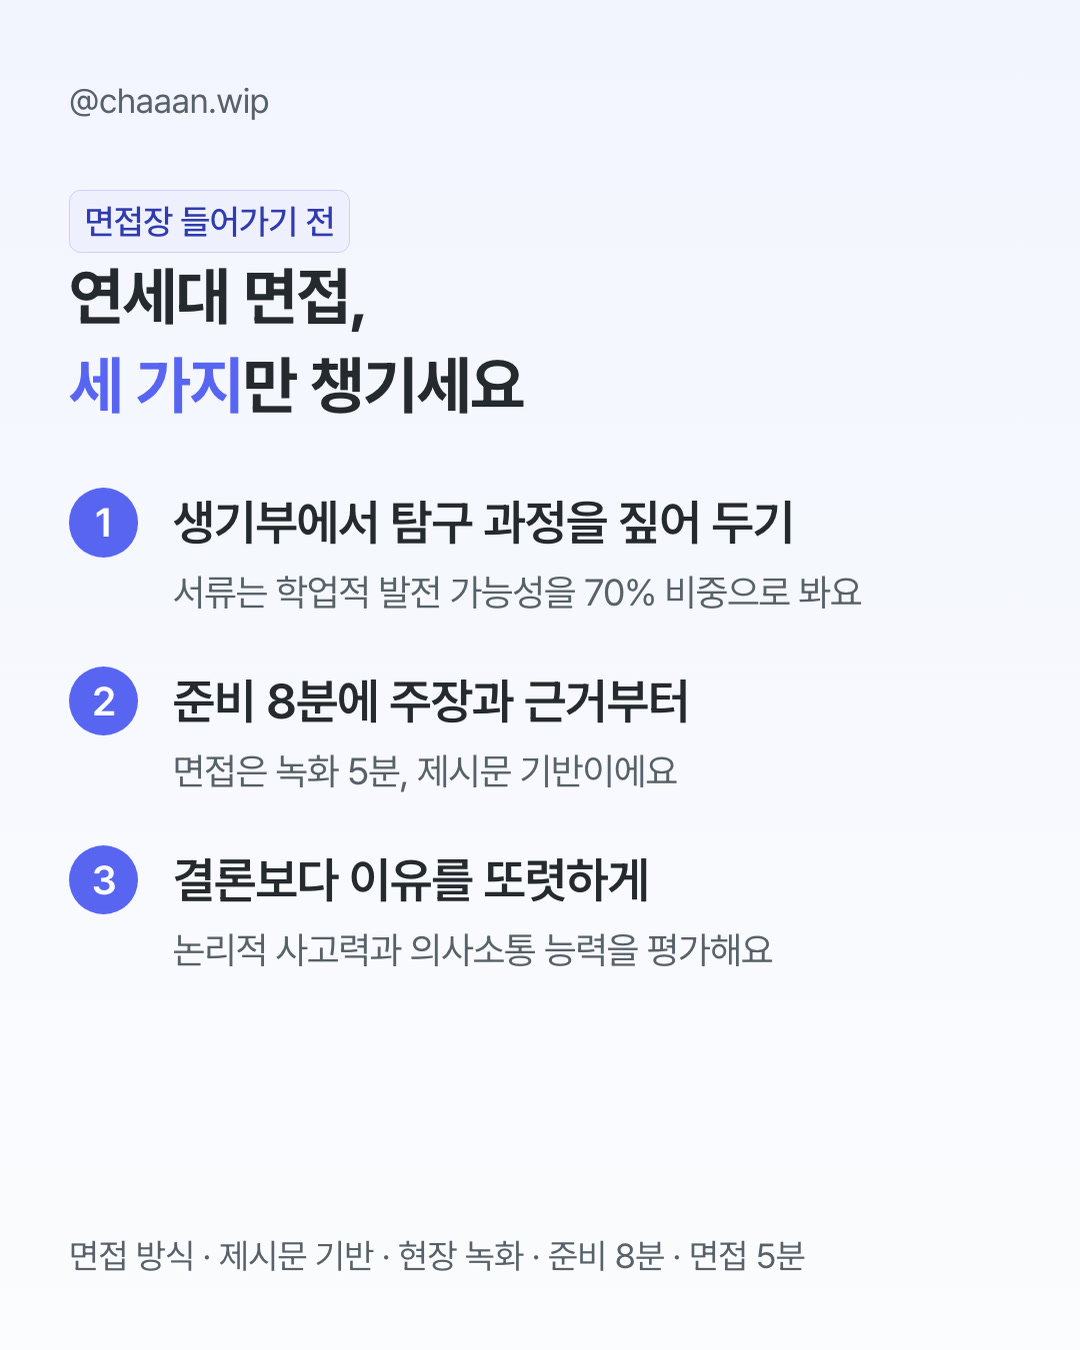 @chaaan.wip
면접장 들어가기 전
연세대 면접,
세 가지만 챙기세요
1 생기부에서 탐구 과정을 짚어 두기
서류는 학업적 발전 가능성을 70% 비중으로 봐요
2 준비 8분에 주장과 근거부터
면접은 녹화 5분, 제시문 기반이에요
3 결론보다 이유를 또렷하게
논리적 사고력과 의사소통 능력을 평가해요
면접 방식 · 제시문 기반 · 현장 녹화 · 준비 8분 · 면접 5분